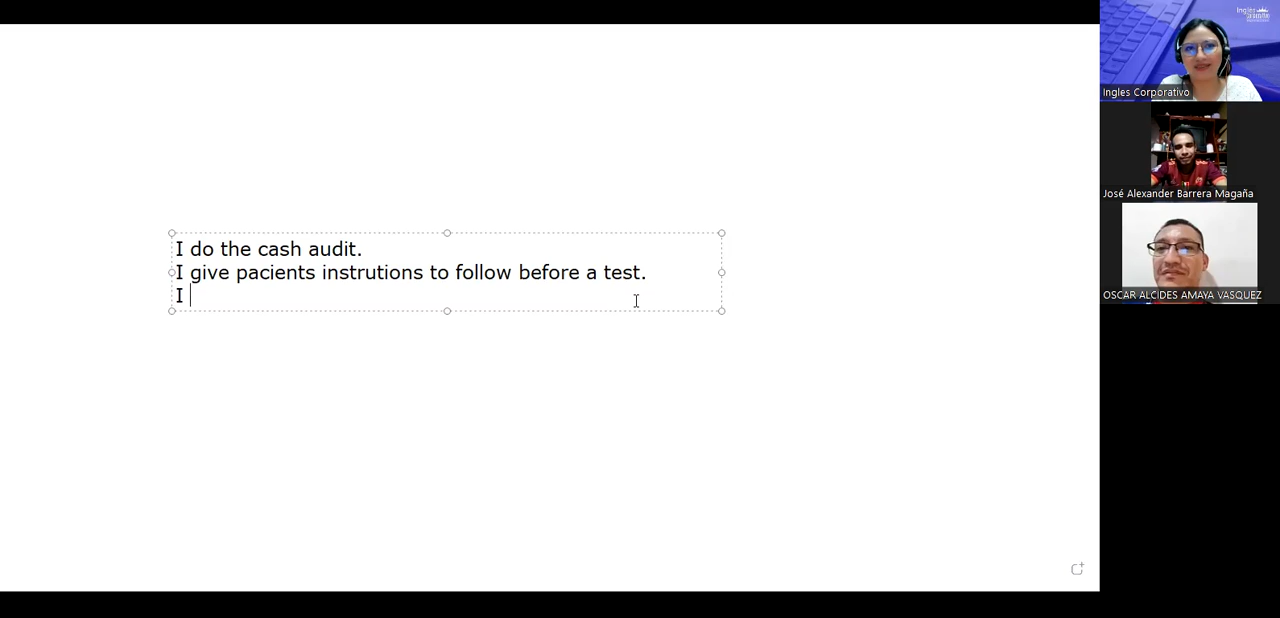 I do the cash audit.
I give pacients instrutions to follow before a test.
I
Ingles
Ingles Corporativo
José Alexander Barrera Magaña
OSCAR ALCIDES AMAYA VASQUEZ